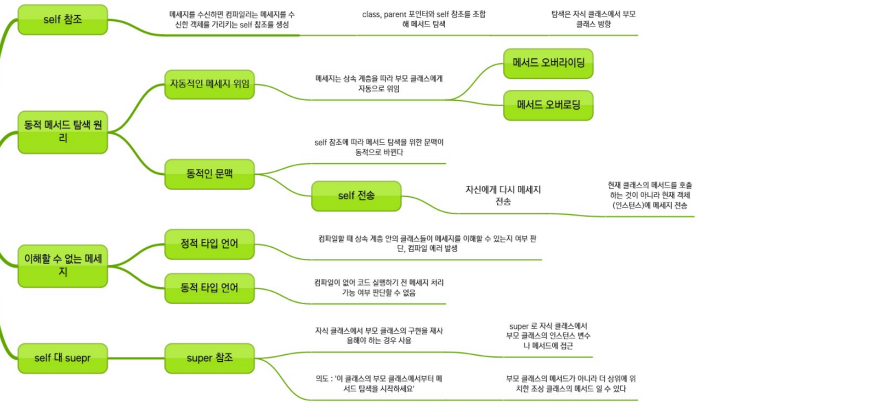 self 참조
메세지를 수신하면 컴파일러는 메세지를 수
신한 객체를 가리키는 self 참조를 생성
class, parent 포인터와 self 참조를 조합
해 메서드 탐색
탐색은 자식 클래스에서 부모
클래스 방향
동적 메서드 탐색 원
리
자동적인 메세지 위임
메세지는 상속 계층을 따라 부모 클래스에게
자동으로 위임
메서드 오버라이딩
메서드 오버로딩
동적인 문맥
self 참조에 따라 메서드 탐색을 위한 문맥이
동적으로 바뀐다
self 전송
자신에게 다시 메세지
전송
현재 클래스의 메서드를 호출
하는 것이 아니라 현재 객체
(인스턴스)에 메세지 전송
이해할 수 없는 메세
지
정적 타입 언어
컴파일할 때 상속 계층 안의 클래스들이 메세지를 이해할 수 있는지 여부 판
단, 컴파일 에러 발생
동적 타입 언어
컴파일이 없어 코드 실행하기 전 메세지 처리
가능 여부 판단할 수 없음
self 대 suepr
super 참조
자식 클래스에서 부모 클래스의 구현을 재사
용해야 하는 경우 사용
super 로 자식 클래스에서
부모 클래스의 인스턴스 변수
나 메서드에 접근
의도 : '이 클래스의 부모 클래스에서부터 메
서드 탐색을 시작하세요'
부모 클래스의 메서드가 아니라 더 상위에 위
치한 조상 클래스의 메서드 일 수 있다